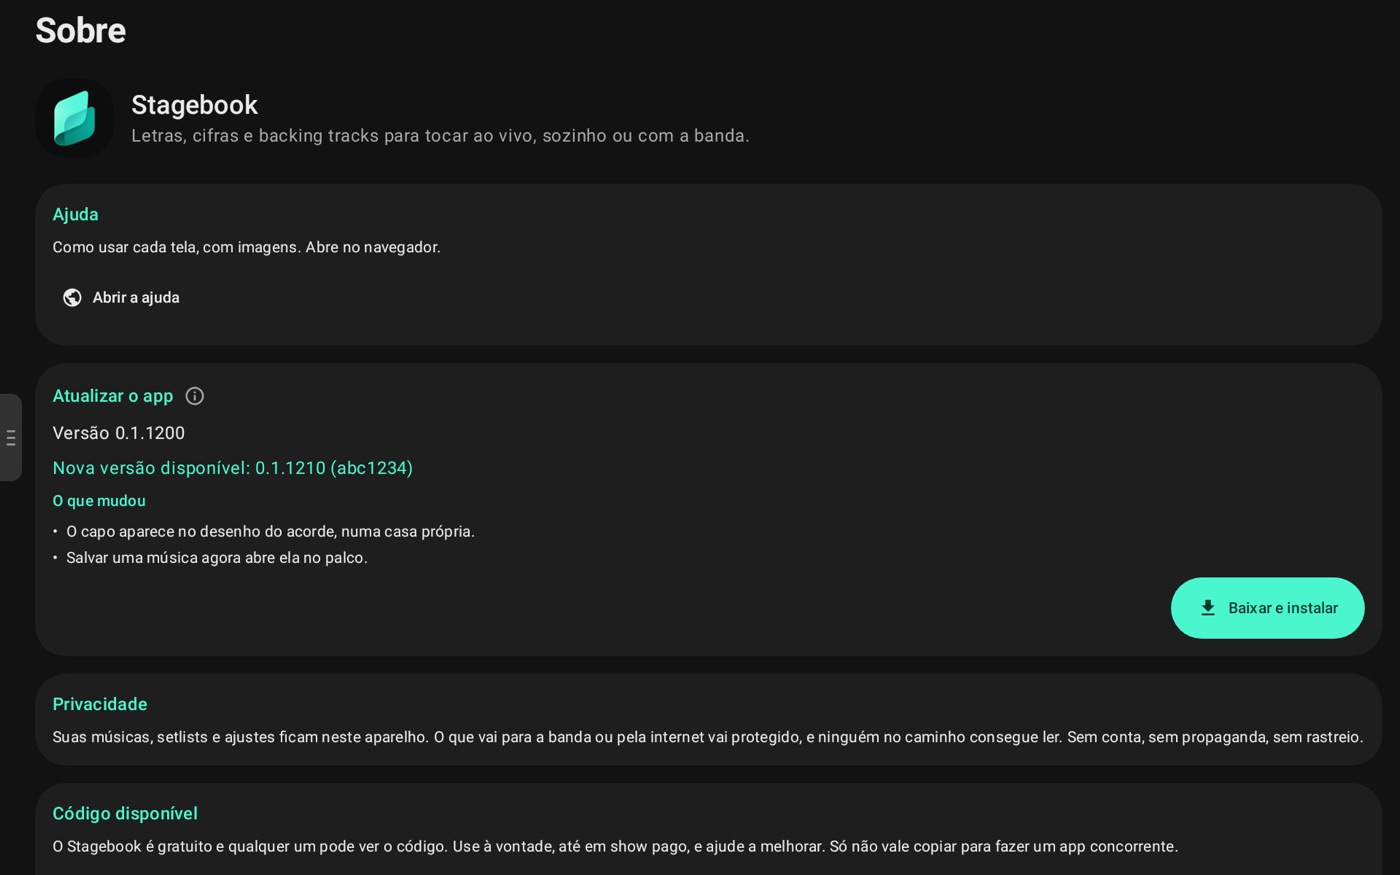 Sobre
Stagebook
Letras, cifras e backing tracks para tocar ao vivo, sozinho ou com a banda.
Ajuda
Como usar cada tela, com imagens. Abre no navegador.
Abrir a ajuda
Atualizar o app
Versão 0.1.1200
Nova versão disponível: 0.1.1210 (abc1234)
O que mudou
• O capo aparece no desenho do acorde, numa casa própria.
• Salvar uma música agora abre ela no palco.
Baixar e instalar
Privacidade
Suas músicas, setlists e ajustes ficam neste aparelho. O que vai para a banda ou pela internet vai protegido, e ninguém no caminho consegue ler. Sem conta, sem propaganda, sem rastreio.
Código disponível
O Stagebook é gratuito e qualquer um pode ver o código. Use à vontade, até em show pago, e ajude a melhorar. Só não vale copiar para fazer um app concorrente.